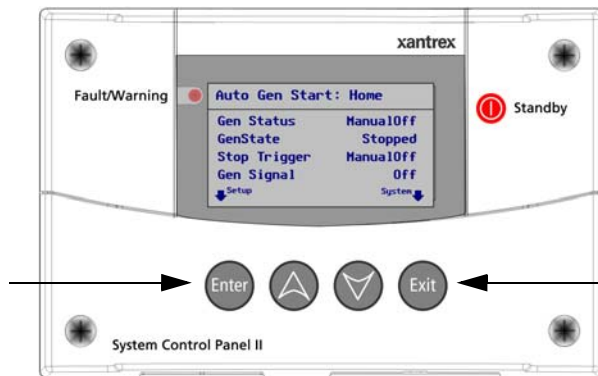 xantrex
Fault/Warning
Auto Gen Start: Home
Standby
Gen Status ManualOff
GenState Stopped
Stop Trigger ManualOff
Gen Signal Off
Setup System
Enter Exit
System Control Panel II